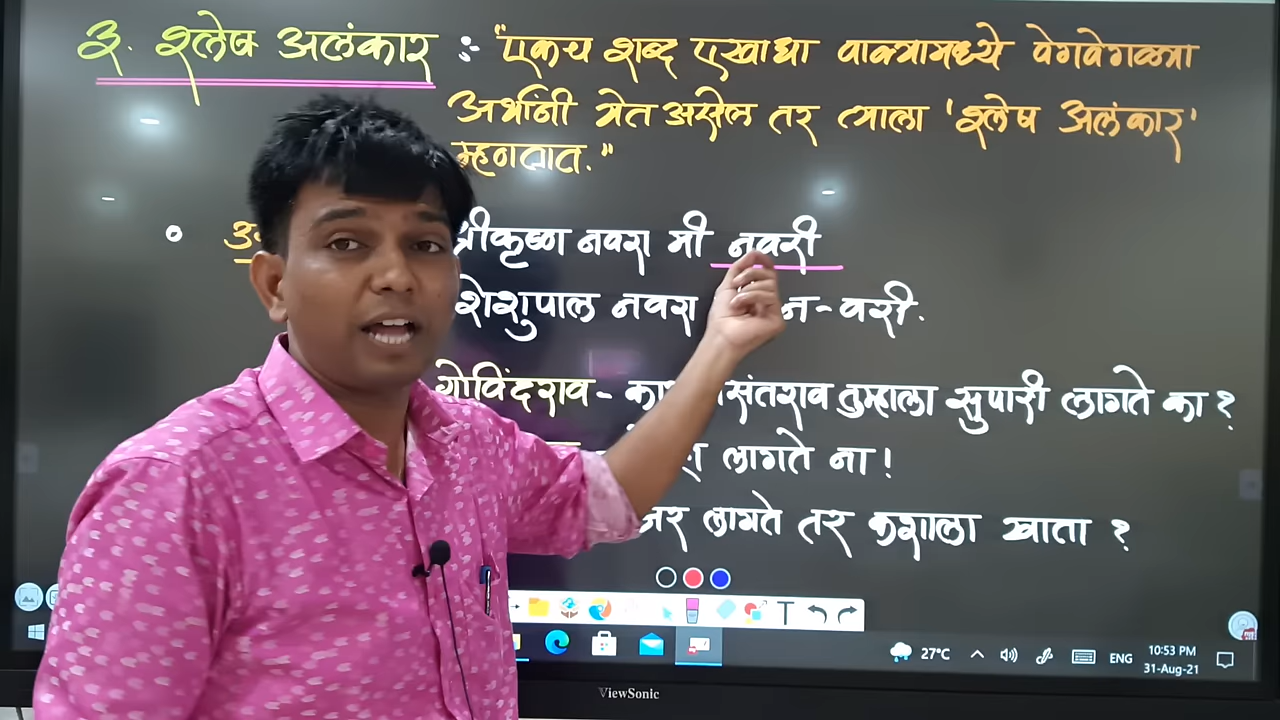 ३. श्लेष अलंकार :- "एकच शब्द एखाद्या वाक्यामध्ये वेगवेगळ्या
अर्थांनी येत असेल तर त्याला 'श्लेष अलंकार'
म्हणतात."
श्रीकृष्ण नवरा मी नवरी
शिशुपाल नवरा न-वरी.
गोविंदराव - तुम्हाला सुपारी लागते का ?
लागते ना !
जर लागते तर कशाला खाता ?
27°C
ENG
10:53 PM
31-Aug-21
ViewSonic